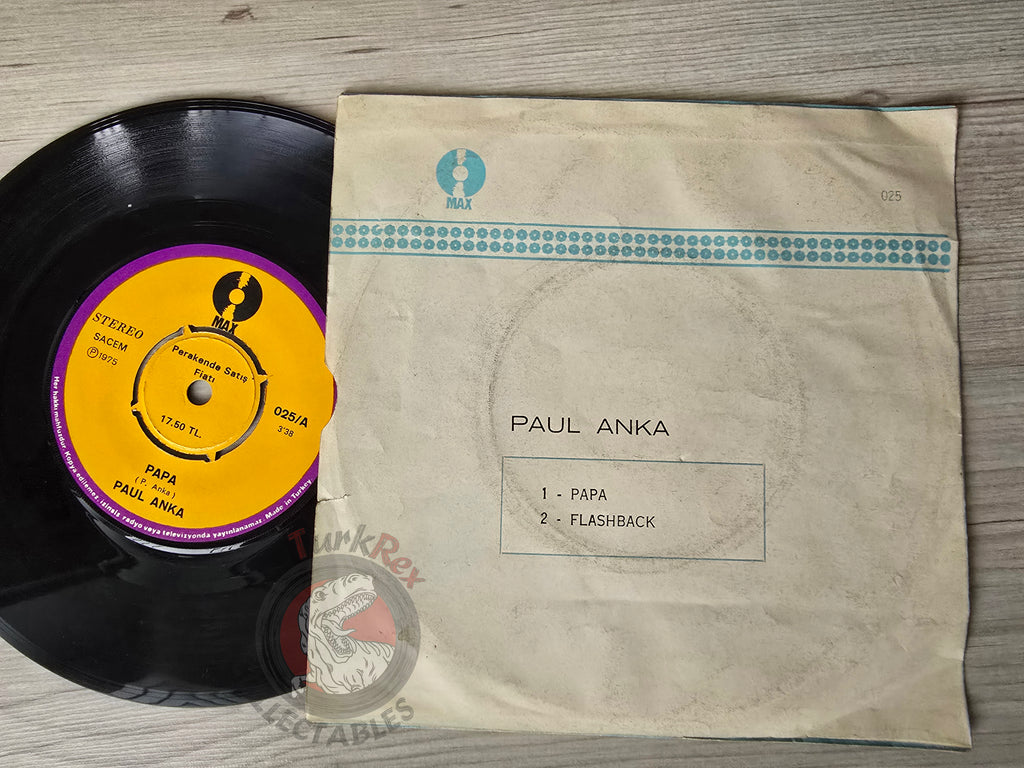 MAX
STEREO
SACEM
Ⓟ1975
Perakende Satış
Fiatı
17,50 TL.
025/A
3'38
PAPA
( P. Anka )
PAUL ANKA
Her hakkı mahfuzdur. Kopya edilemez, izinsiz radyo veya televizyonda yayınlanamaz. Made in Turkey
MAX
025
PAUL ANKA
1 - PAPA
2 - FLASHBACK
TurkRex
LLECTABLES